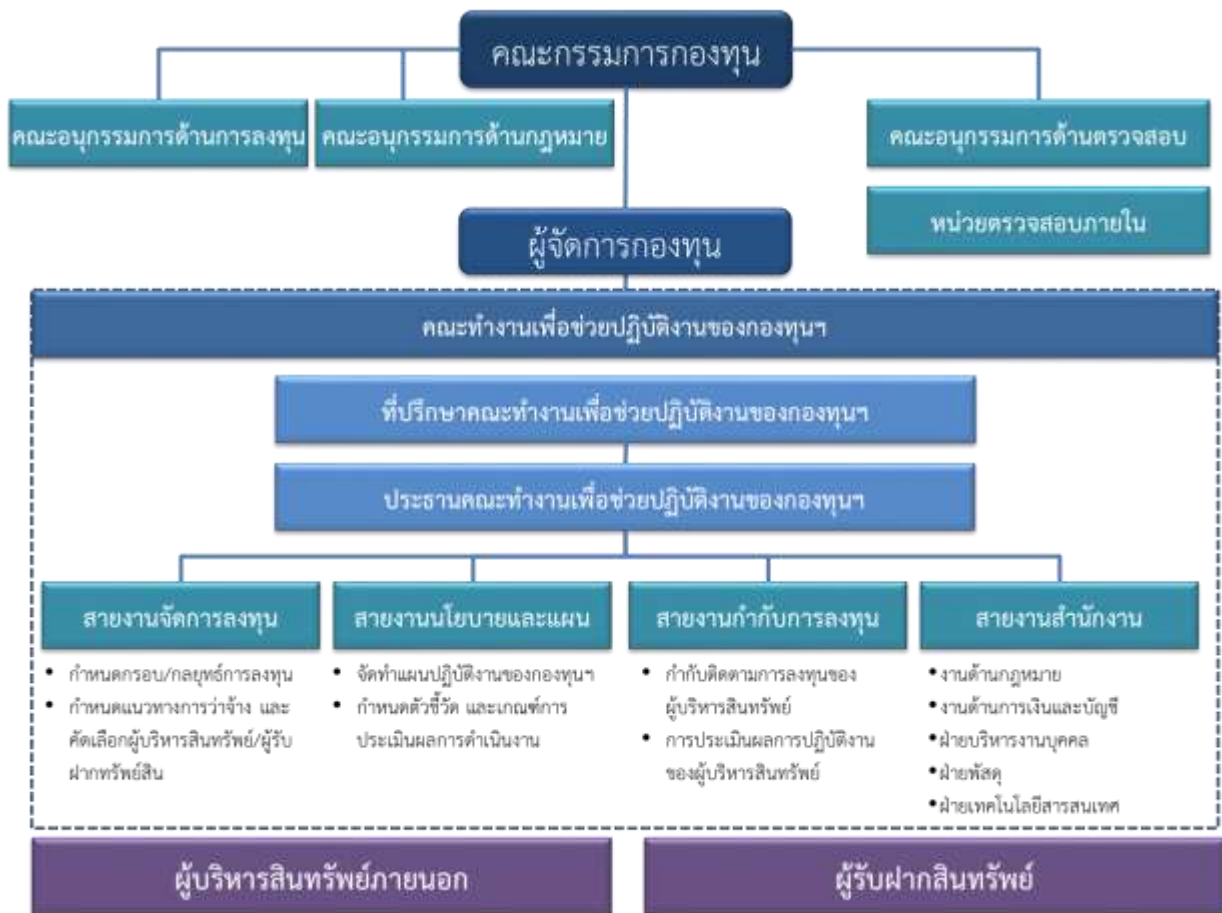 คณะกรรมการกองทุน
คณะอนุกรรมการด้านการลงทุน
คณะอนุกรรมการด้านกฎหมาย
คณะอนุกรรมการด้านตรวจสอบ
หน่วยตรวจสอบภายใน
ผู้จัดการกองทุน
คณะทำงานเพื่อช่วยปฏิบัติงานของกองทุนฯ
ที่ปรึกษาคณะทำงานเพื่อช่วยปฏิบัติงานของกองทุนฯ
ประธานคณะทำงานเพื่อช่วยปฏิบัติงานของกองทุนฯ
สายงานจัดการลงทุน
• กำหนดกรอบ/กลยุทธ์การลงทุน
• กำหนดแนวทางการว่าจ้าง และ
คัดเลือกผู้บริหารสินทรัพย์/ผู้รับ
ฝากทรัพย์สิน
สายงานนโยบายและแผน
• จัดทำแผนปฏิบัติงานของกองทุนฯ
• กำหนดตัวชี้วัด และเกณฑ์การ
ประเมินผลการดำเนินงาน
สายงานกำกับการลงทุน
• กำกับติดตามการลงทุนของ
ผู้บริหารสินทรัพย์
• การประเมินผลการปฏิบัติงาน
ของผู้บริหารสินทรัพย์
สายงานสำนักงาน
•งานด้านกฎหมาย
•งานด้านการเงินและบัญชี
•ฝ่ายบริหารงานบุคคล
•ฝ่ายพัสดุ
•ฝ่ายเทคโนโลยีสารสนเทศ
ผู้บริหารสินทรัพย์ภายนอก
ผู้รับฝากสินทรัพย์